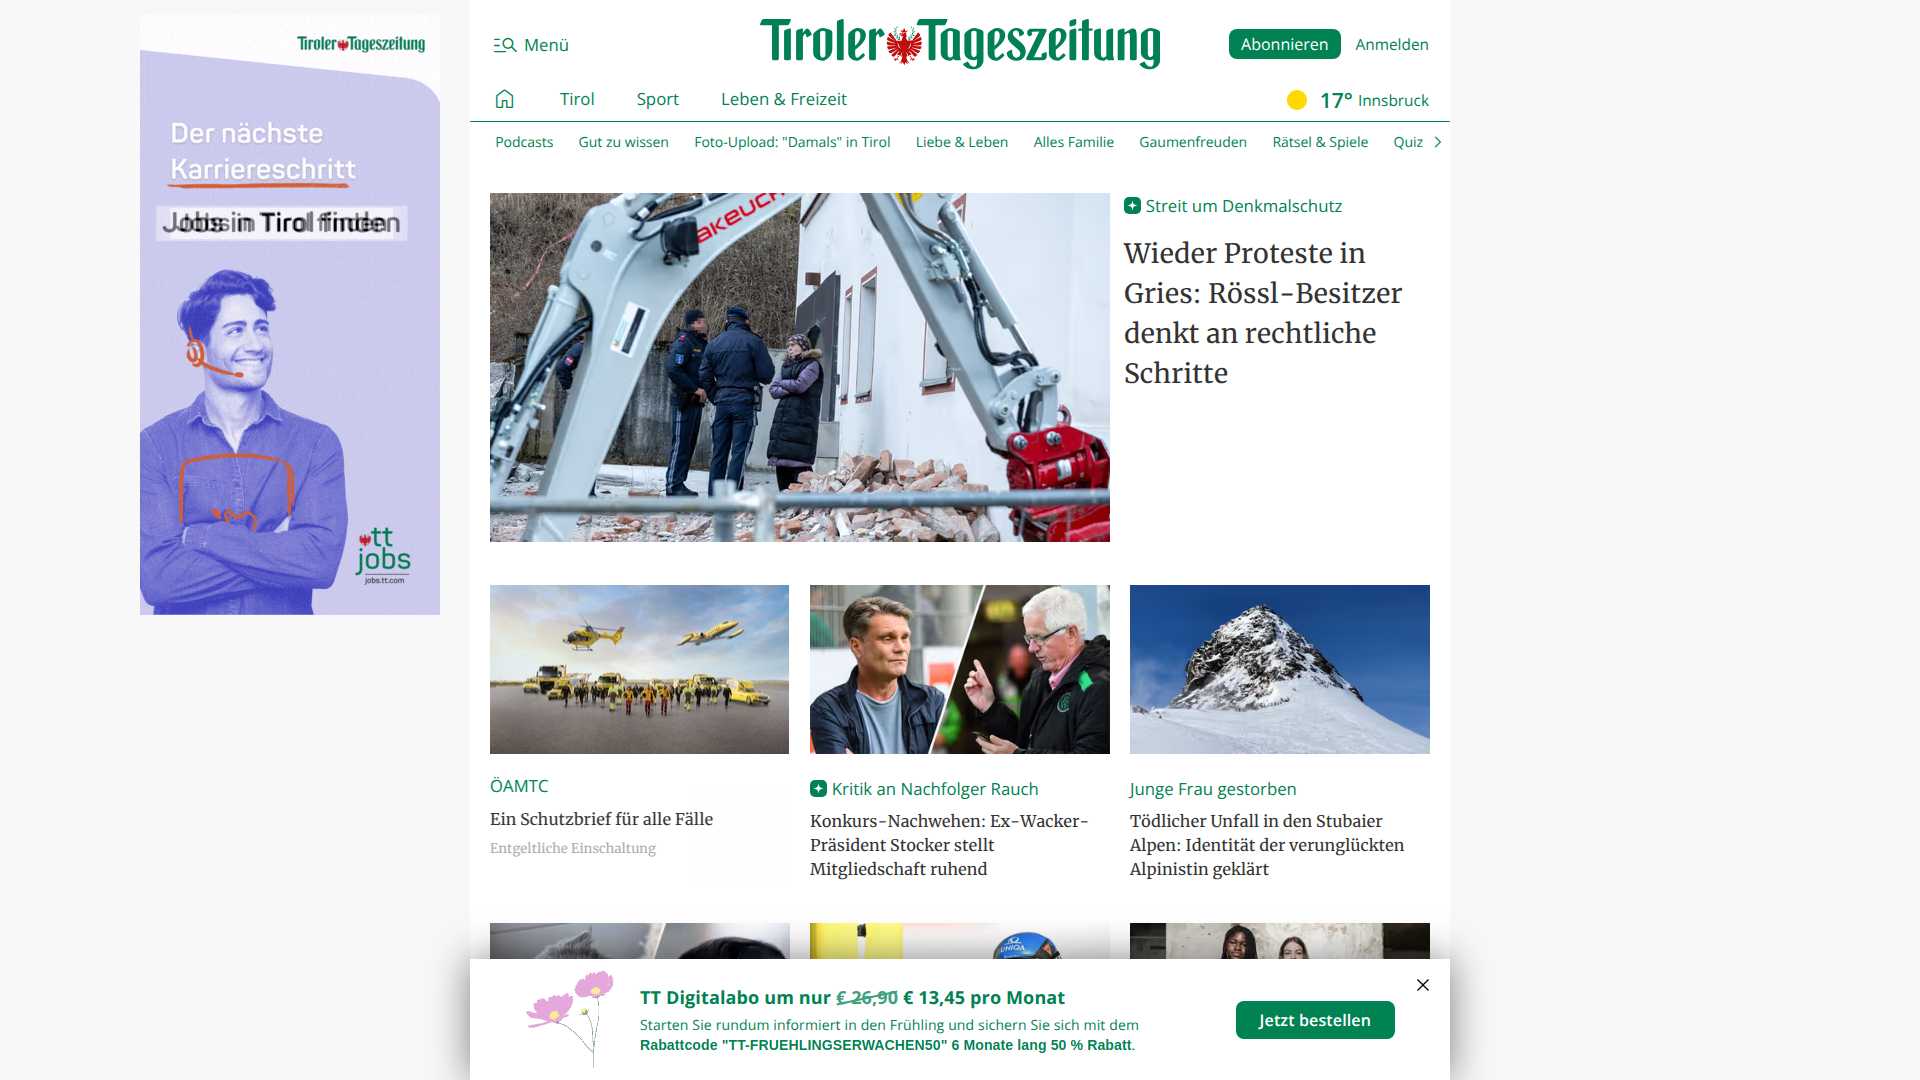 Tiroler Tageszeitung
Der nächste
Karriereschritt
Tirol
tt
jobs
jobs.tt.com
Menü
Tiroler Tageszeitung
Abonnieren
Anmelden
Tirol
Sport
Leben & Freizeit
17° Innsbruck
Podcasts
Gut zu wissen
Foto-Upload: "Damals" in Tirol
Liebe & Leben
Alles Familie
Gaumenfreuden
Rätsel & Spiele
Quiz
AKEUCH
Streit um Denkmalschutz
Wieder Proteste in
Gries: Rössl-Besitzer
denkt an rechtliche
Schritte
ÖAMTC
Ein Schutzbrief für alle Fälle
Entgeltliche Einschaltung
Kritik an Nachfolger Rauch
Konkurs-Nachwehen: Ex-Wacker-
Präsident Stocker stellt
Mitgliedschaft ruhend
Junge Frau gestorben
Tödlicher Unfall in den Stubaier
Alpen: Identität der verunglückten
Alpinistin geklärt
UNIQA
TT Digitalabo um nur € 26,90 € 13,45 pro Monat
Starten Sie rundum informiert in den Frühling und sichern Sie sich mit dem
Rabattcode "TT-FRUEHLINGSERWACHEN50" 6 Monate lang 50 % Rabatt.
Jetzt bestellen